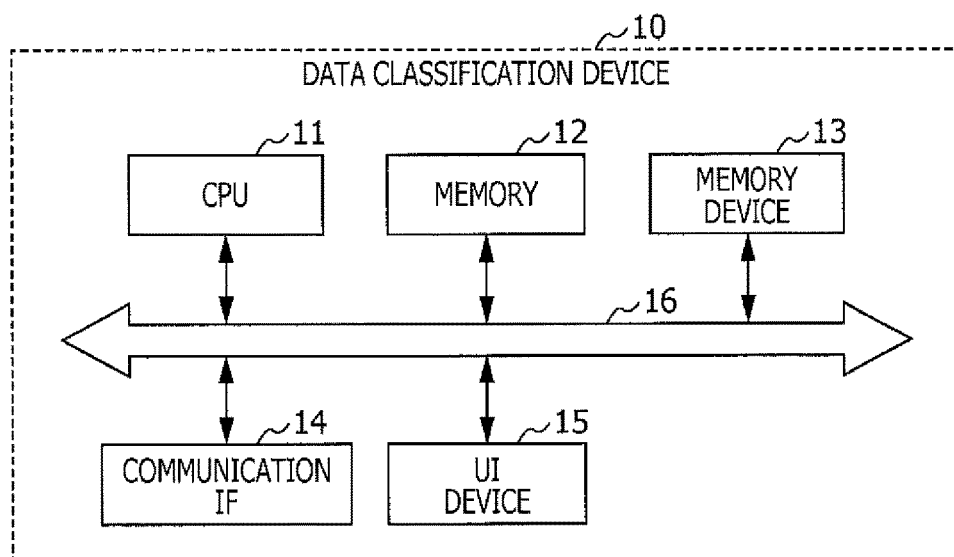 10
DATA CLASSIFICATION DEVICE
11
CPU
12
MEMORY
13
MEMORY
DEVICE
16
14
COMMUNICATION
IF
15
UI
DEVICE